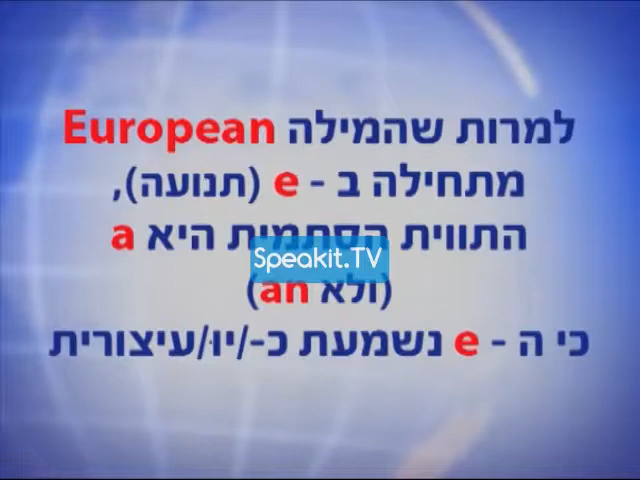 למרות שהמילה European
מתחילה ב - e (תנועה),
התווית הסתמית היא a
Speakit.TV
(ולא an)
כי ה - e נשמעת כ-/יוּ/עיצורית